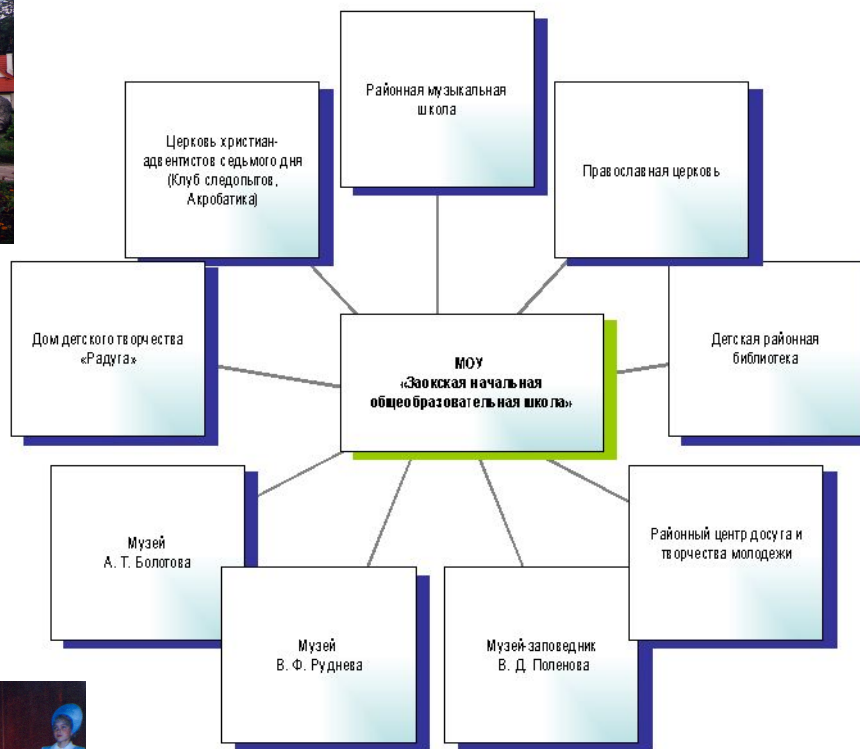 Районная музыкальная
школа
Церковь христиан-
адвентистов седьмого дня
(Клуб следопытов,
Акробатика)
Православная церковь
Дом детского творчества
«Радуга»
МОУ
«Заокская начальная
общеобразовательная школа»
Детская районная
библиотека
Музей
А. Т. Болотова
Районный центр досуга и
творчества молодежи
Музей
В. Ф. Руднева
Музей-заповедник
В. Д. Поленова